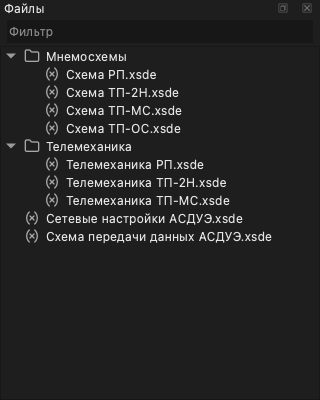 Файлы
Фильтр
Мнемосхемы
Схема РП.xsde
Схема ТП-2Н.xsde
Схема ТП-МС.xsde
Схема ТП-ОС.xsde
Телемеханика
Телемеханика РП.xsde
Телемеханика ТП-2Н.xsde
Телемеханика ТП-МС.xsde
Сетевые настройки АСДУЭ.xsde
Схема передачи данных АСДУЭ.xsde